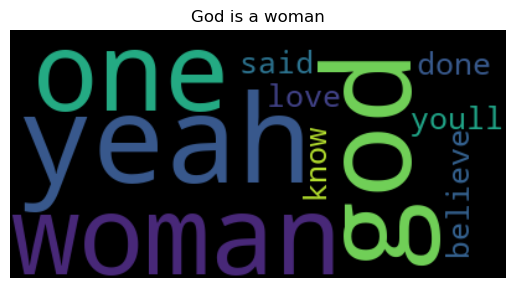 God is a woman
one
said
god
done
love
yeah
youll
know
believe
woman